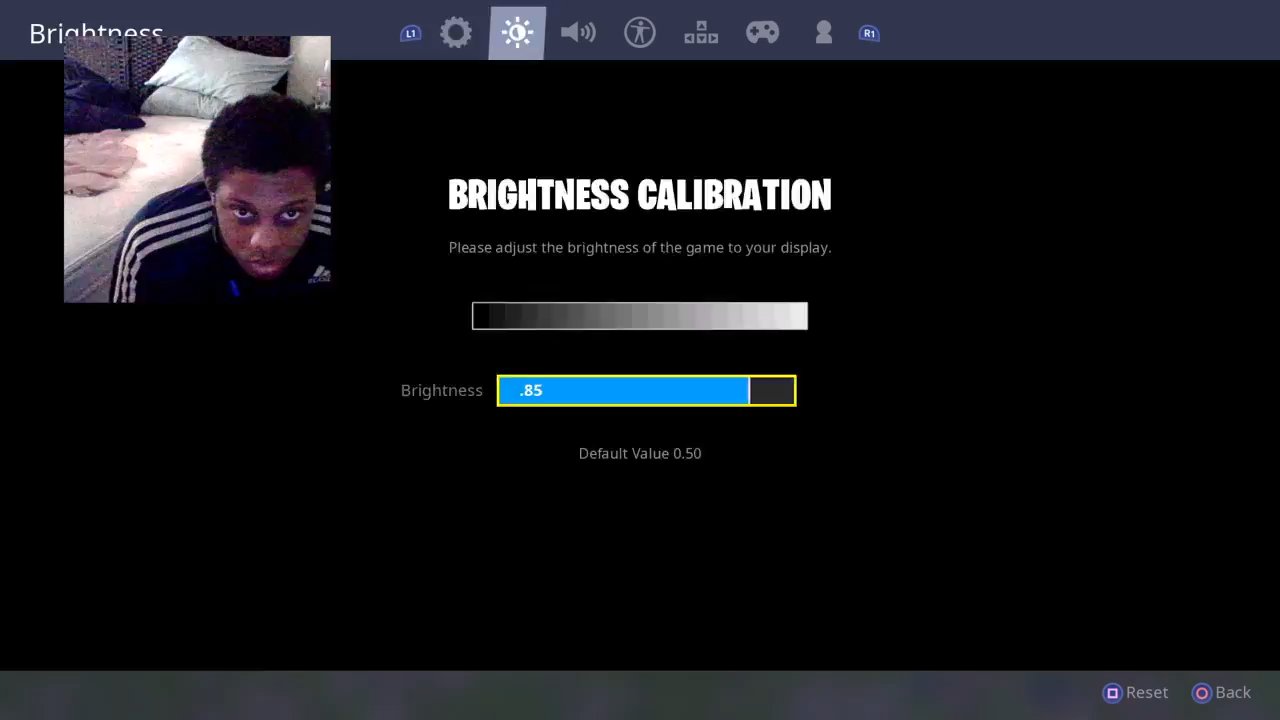 Brightness
L1
R1
BRIGHTNESS CALIBRATION
Please adjust the brightness of the game to your display.
Brightness .85
Default Value 0.50
Reset Back